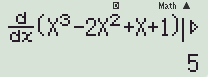 Math ▲
d/dx(X³-2X²+X+1)|▷
5